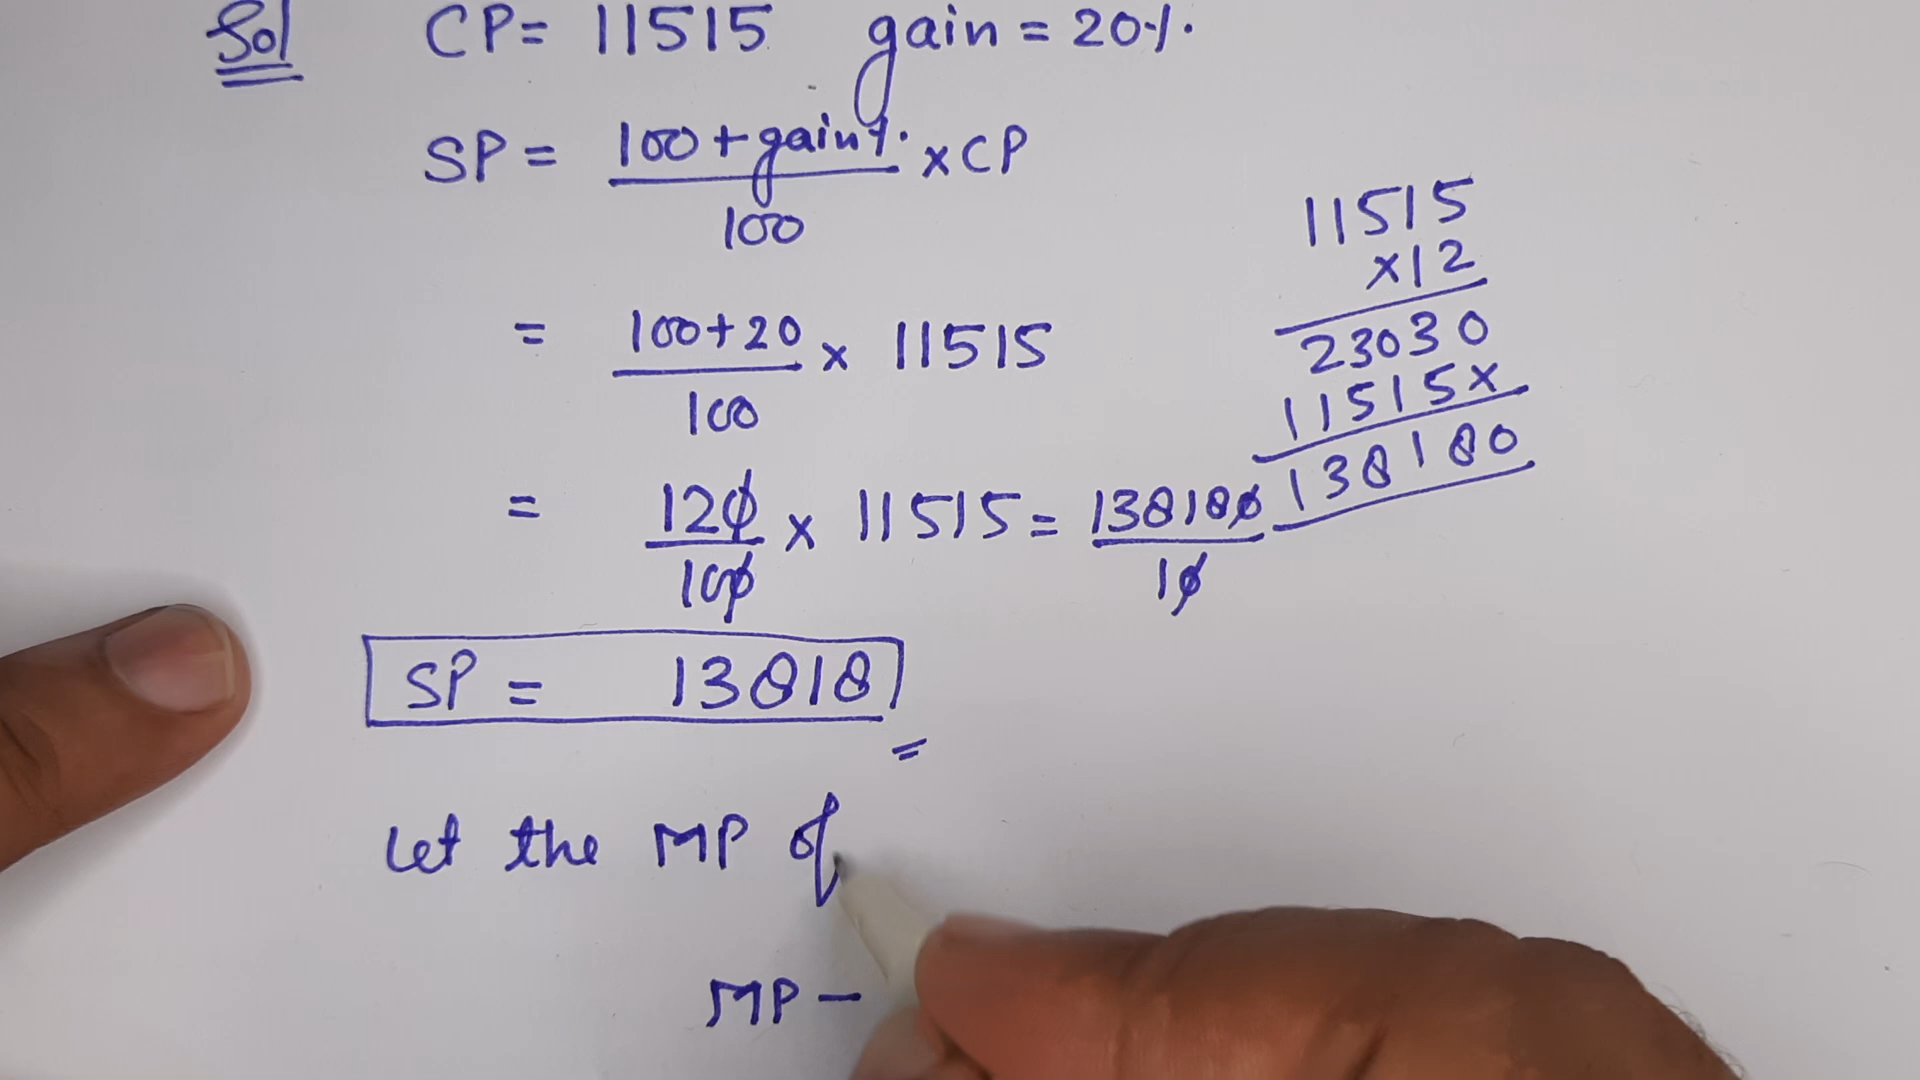 Sol CP= 11515 gain = 20%.
SP = 100 + gain%. × CP
100
= 100+20 × 11515
100
= 120 × 11515 = 138180
100 10
SP = 13818
Let the MP of
MP –
11515
×12
23030
11515×
138180